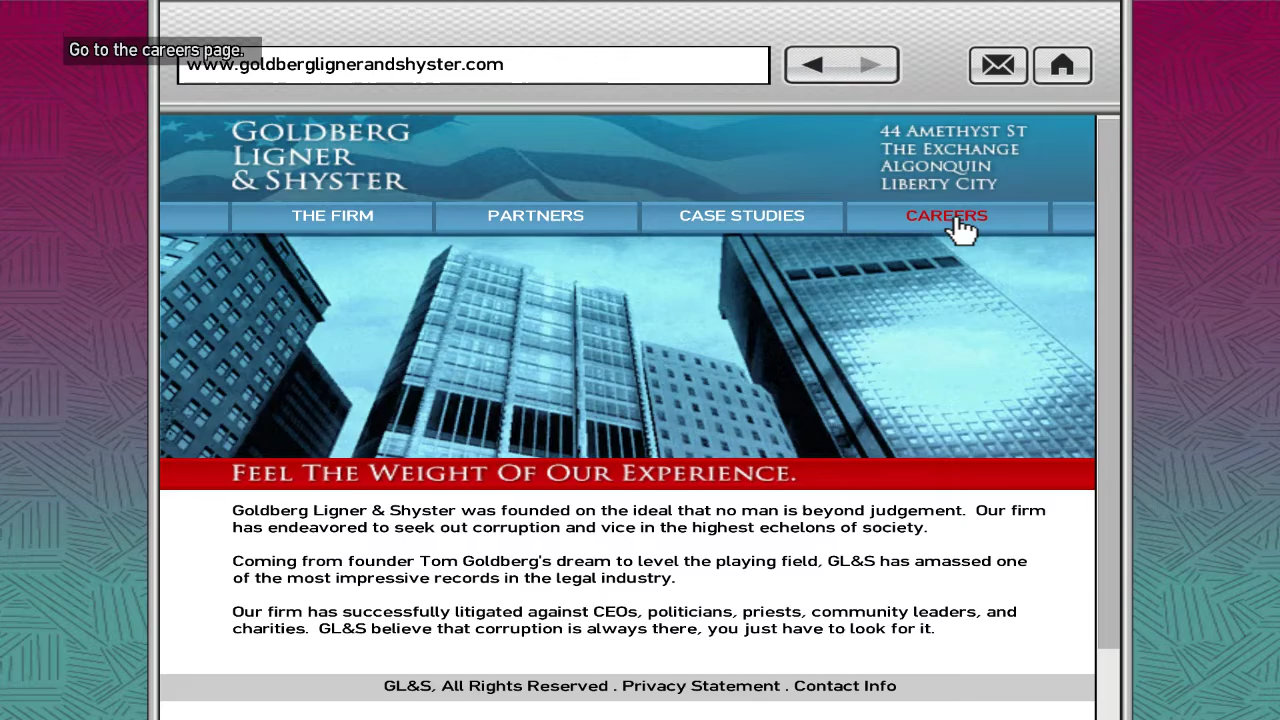 Go to the careers page.
www.goldberglignerandshyster.com
GOLDBERG
LIGNER
& SHYSTER
44 AMETHYST ST
THE EXCHANGE
ALGONQUIN
LIBERTY CITY
THE FIRM
PARTNERS
CASE STUDIES
CAREERS
FEEL THE WEIGHT OF OUR EXPERIENCE.
Goldberg Ligner & Shyster was founded on the ideal that no man is beyond judgement. Our firm
has endeavored to seek out corruption and vice in the highest echelons of society.
Coming from founder Tom Goldberg's dream to level the playing field, GL&S has amassed one
of the most impressive records in the legal industry.
Our firm has successfully litigated against CEOs, politicians, priests, community leaders, and
charities. GL&S believe that corruption is always there, you just have to look for it.
GL&S, All Rights Reserved . Privacy Statement . Contact Info